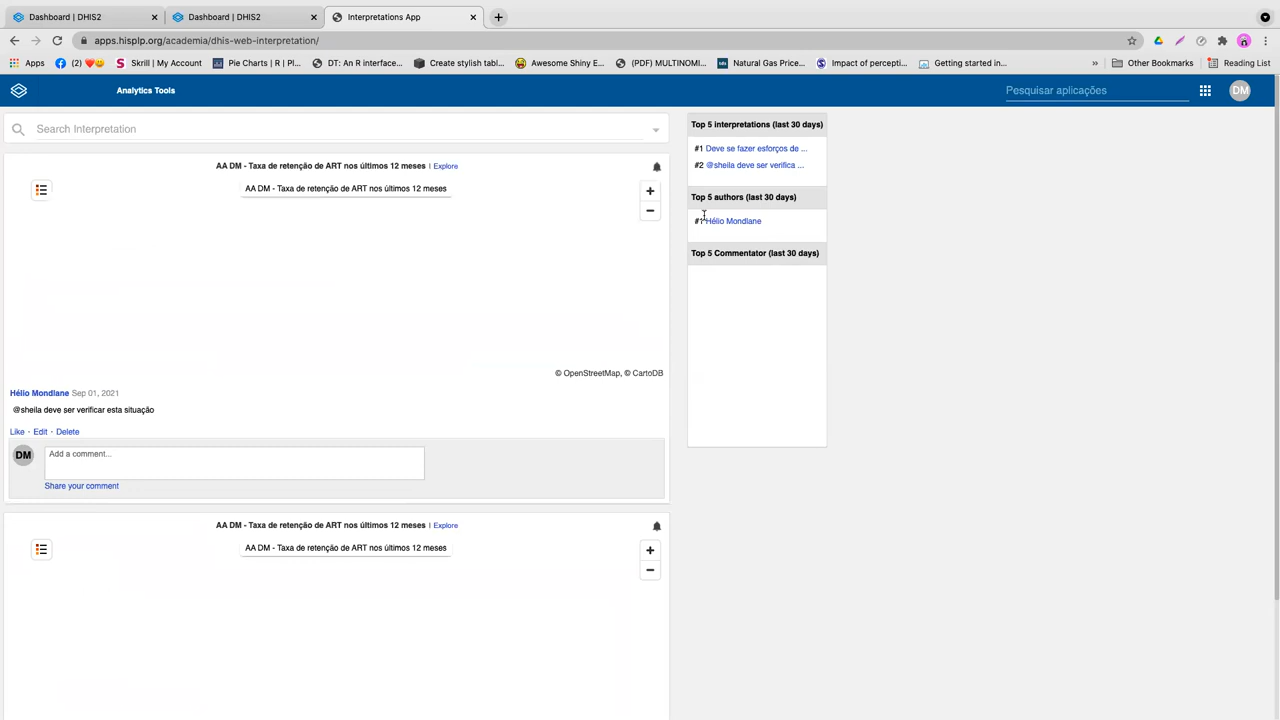 Dashboard | DHIS2
Dashboard | DHIS2
Interpretations App
apps.hisplp.org/academia/dhis-web-interpretation/
Apps
(2)
Skrill | My Account
Pie Charts | R | Pl...
DT: An R interface...
Create stylish tabl...
Awesome Shiny E...
(PDF) MULTINOMI...
Natural Gas Price...
Impact of percepti...
Getting started in...
»
Other Bookmarks
Reading List
Analytics Tools
Pesquisar aplicações
DM
Search Interpretation
AA DM - Taxa de retenção de ART nos últimos 12 meses | Explore
AA DM - Taxa de retenção de ART nos últimos 12 meses
+
−
© OpenStreetMap, © CartoDB
Hélio Mondlane Sep 01, 2021
@sheila deve ser verificar esta situação
Like · Edit · Delete
DM
Add a comment...
Share your comment
AA DM - Taxa de retenção de ART nos últimos 12 meses | Explore
AA DM - Taxa de retenção de ART nos últimos 12 meses
+
−
Top 5 interpretations (last 30 days)
#1 Deve se fazer esforços de ...
#2 @sheila deve ser verifica ...
Top 5 authors (last 30 days)
#1 Hélio Mondlane
Top 5 Commentator (last 30 days)